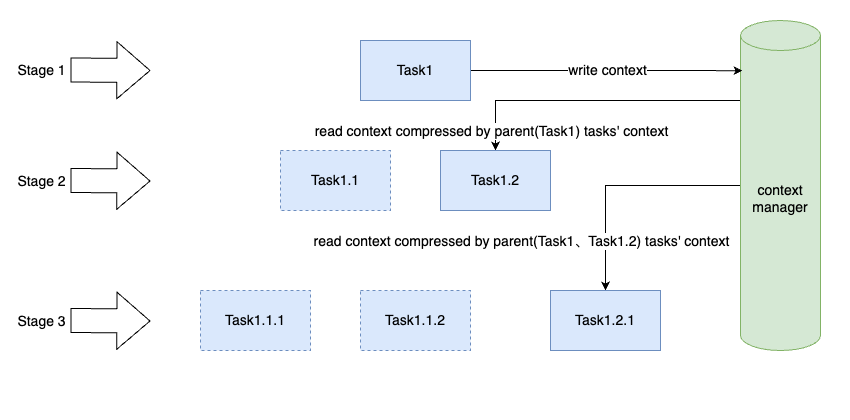 Stage 1
Task1
write context
read context compressed by parent(Task1) tasks' context
Stage 2
Task1.1
Task1.2
context
manager
read context compressed by parent(Task1、Task1.2) tasks' context
Stage 3
Task1.1.1
Task1.1.2
Task1.2.1